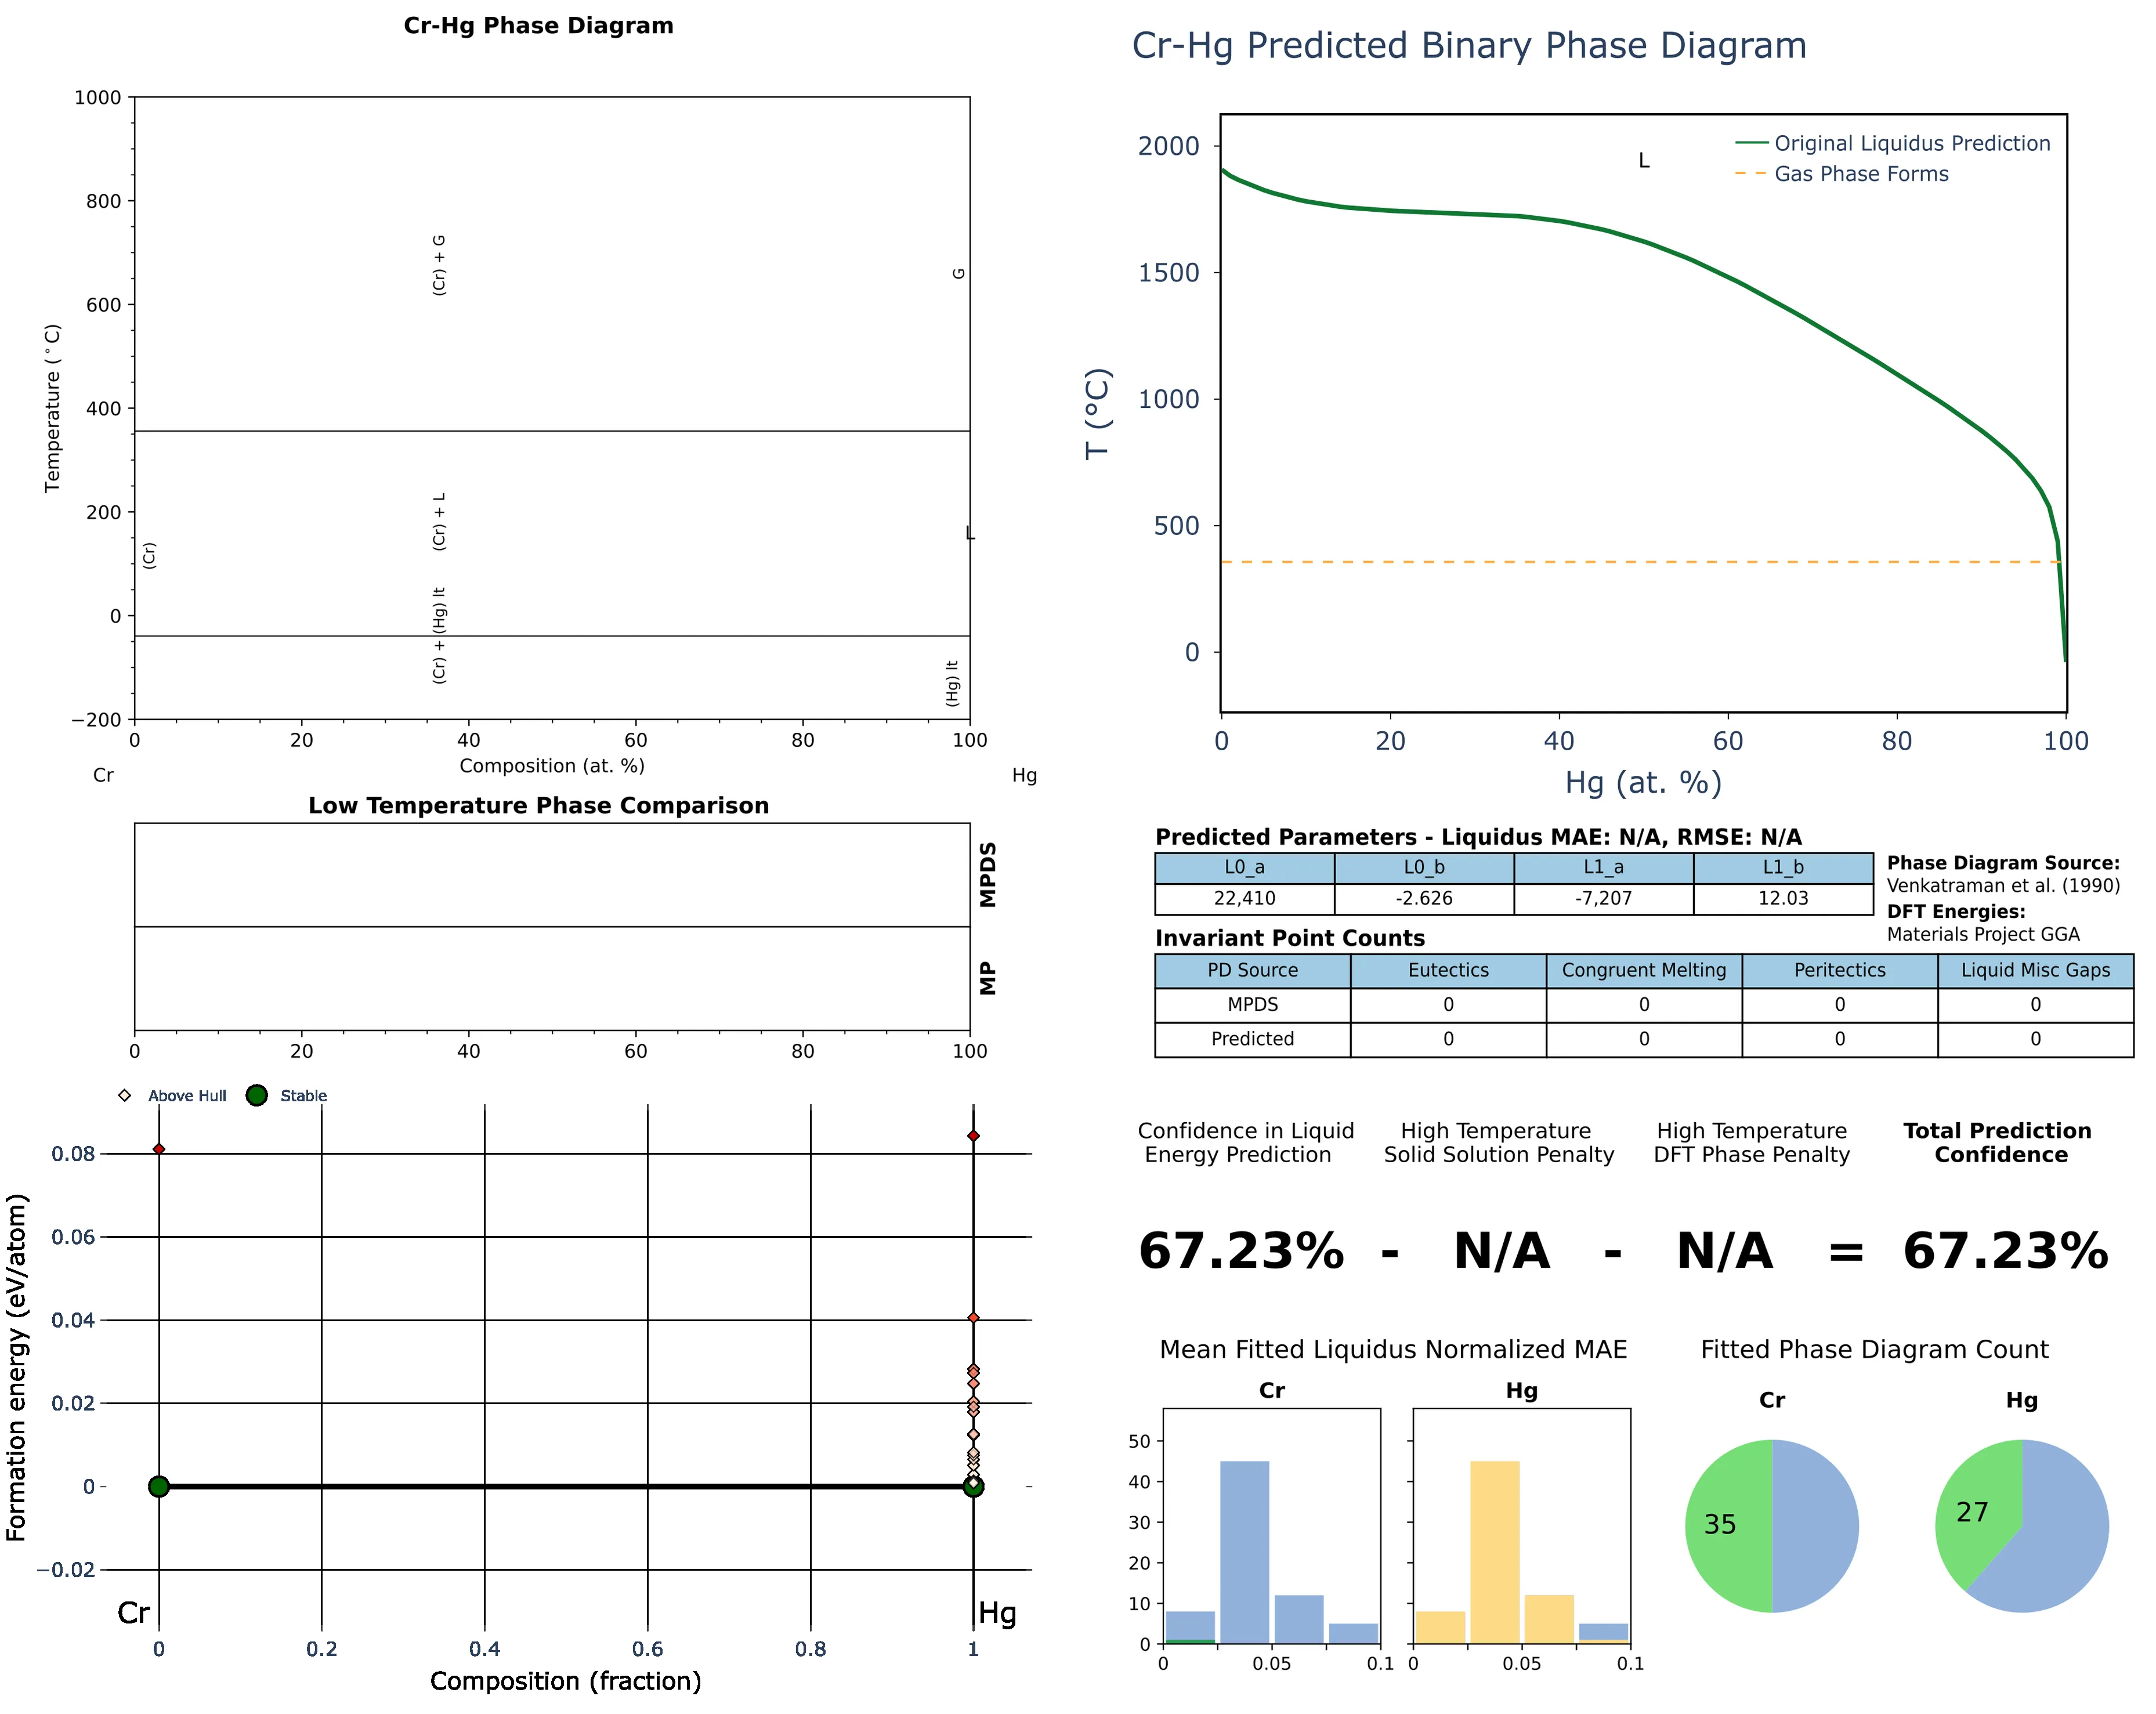 Cr-Hg Phase Diagram
1000
800
600
400
200
0
−200
Temperature (°C)
(Cr) + G
G
(Cr) + L
L
(Cr)
(Cr) + (Hg) lt
(Hg) lt
0 20 40 60 80 100
Composition (at. %)
Cr Hg
Low Temperature Phase Comparison
MPDS
MP
0 20 40 60 80 100
Above Hull Stable
0.08
0.06
0.04
0.02
0
−0.02
Formation energy (eV/atom)
Cr Hg
0 0.2 0.4 0.6 0.8 1
Composition (fraction)
Cr-Hg Predicted Binary Phase Diagram
2000
1500
1000
500
0
T (°C)
L
Original Liquidus Prediction
Gas Phase Forms
0 20 40 60 80 100
Hg (at. %)
Predicted Parameters - Liquidus MAE: N/A, RMSE: N/A
L0_a L0_b L1_a L1_b
22,410 -2.626 -7,207 12.03
Phase Diagram Source:
Venkatraman et al. (1990)
DFT Energies:
Materials Project GGA
Invariant Point Counts
PD Source Eutectics Congruent Melting Peritectics Liquid Misc Gaps
MPDS 0 0 0 0
Predicted 0 0 0 0
Confidence in Liquid
Energy Prediction
High Temperature
Solid Solution Penalty
High Temperature
DFT Phase Penalty
Total Prediction
Confidence
67.23% - N/A - N/A = 67.23%
Mean Fitted Liquidus Normalized MAE
Cr Hg
50
40
30
20
10
0
0 0.05 0.1 0 0.05 0.1
Fitted Phase Diagram Count
Cr Hg
35 27